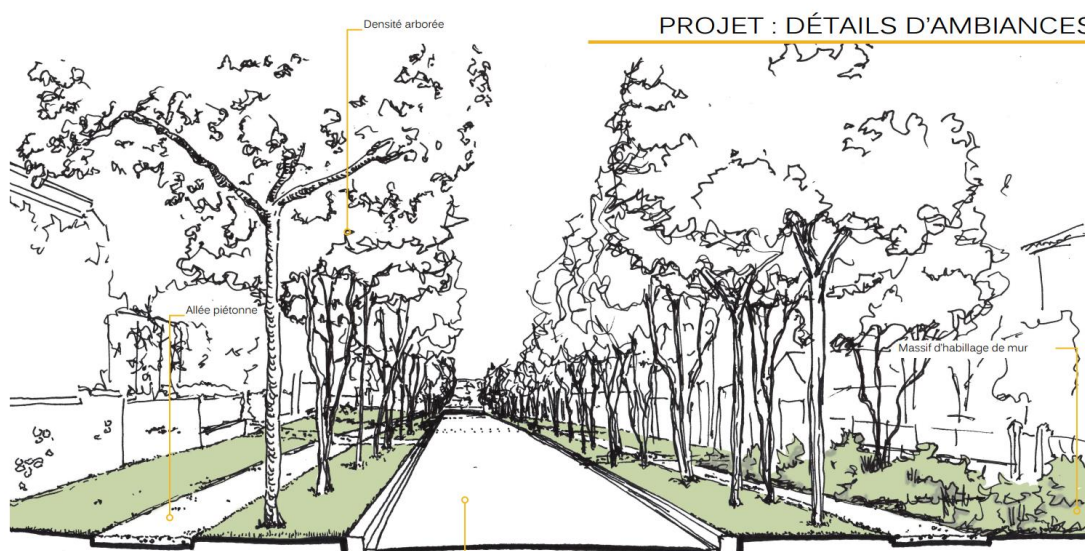 PROJET : DÉTAILS D'AMBIANCES
Densité arborée
Allée piétonne
Massif d'habillage de mur